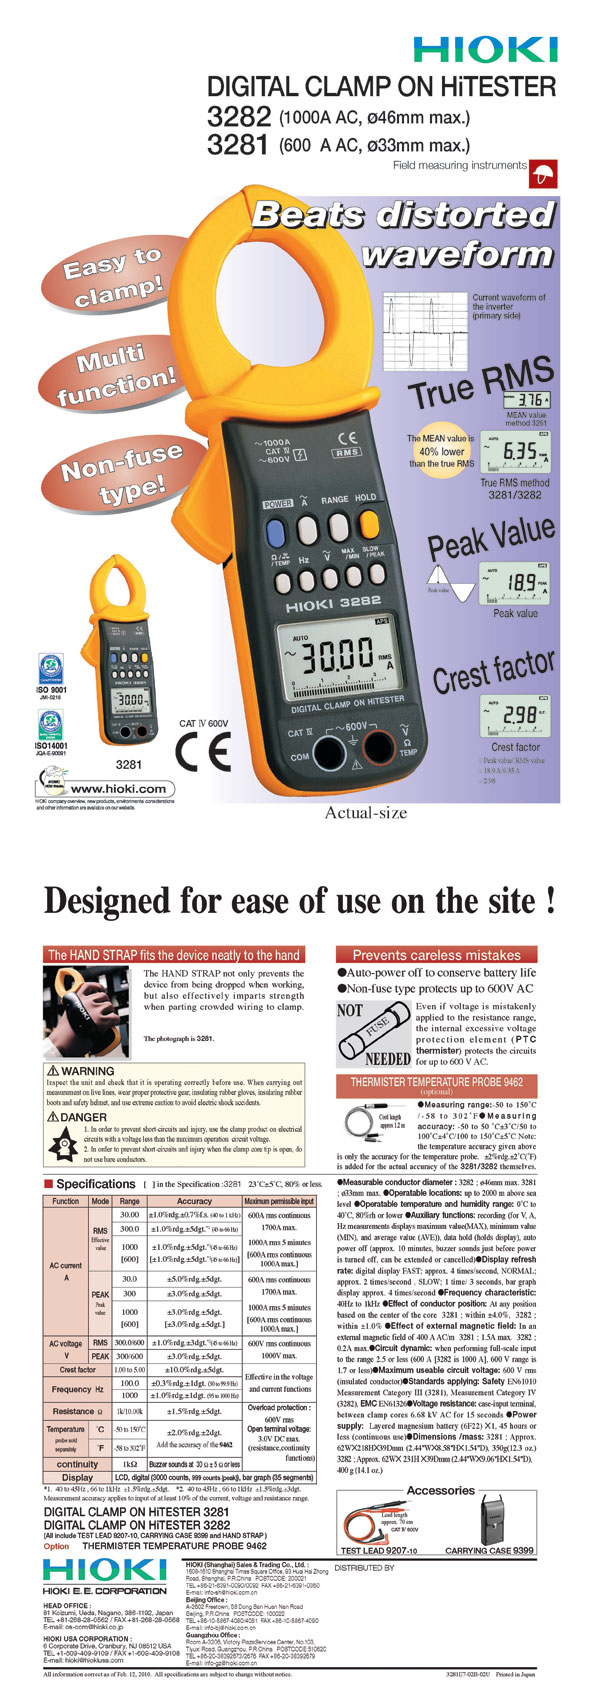 HIOKI
DIGITAL CLAMP ON HiTESTER
3282 (1000A AC, ø46mm max.)
3281 (600 A AC, ø33mm max.)
Field measuring instruments
Beats distorted
waveform
Easy to
clamp!
Multi
function!
Non-fuse
type!
Current waveform of
the inverter
(primary side)
True RMS
3.76 A
MEAN value
method 3261
The MEAN value is
40% lower
than the true RMS
6.35
True RMS method
3281/3282
Peak Value
Peak value
18.9
Peak value
Crest factor
2.98
Crest factor
= Peak value/ RMS value
= 18.9 A/6.35 A
= 2.98
~1000A
CAT IV
~600V
CE
RMS
POWER
A
RANGE
HOLD
Ω/
/TEMP
Hz
V
MAX
/MIN
SLOW
/PEAK
HIOKI 3282
AUTO
APS
30.00 RMS A
DIGITAL CLAMP ON HiTESTER
CAT IV
~600V
V
Ω
TEMP
COM
ISO 9001
JMI-0216
ISO14001
JQA-E-90091
3281
CAT IV 600V
CE
www.hioki.com
HIOKI company overview, new products, environmental considerations
and other information are available on our website.
Actual-size
Designed for ease of use on the site !
The HAND STRAP fits the device neatly to the hand
The HAND STRAP not only prevents the
device from being dropped when working,
but also effectively imparts strength
when parting crowded wiring to clamp.
The photograph is 3281.
WARNING
Inspect the unit and check that it is operating correctly before use. When carrying out
measurement on live lines, wear proper protective gear, insulating rubber gloves, insulating rubber
boots and safety helmet, and use extreme caution to avoid electric shock accidents.
DANGER
1. In order to prevent short-circuits and injury, use the clamp product on electrical
circuits with a voltage less than the maximum operation circuit voltage.
2. In order to prevent short-circuits and injury when the clamp core tip is open, do
not use bare conductors.
Prevents careless mistakes
●Auto-power off to conserve battery life
●Non-fuse type protects up to 600V AC
NOT
FUSE
NEEDED
Even if voltage is mistakenly
applied to the resistance range,
the internal excessive voltage
protection element (PTC
thermister) protects the circuits
for up to 600 V AC.
THERMISTER TEMPERATURE PROBE 9462
(optional)
Cord length
approx. 1.2 m
●Measuring range:-50 to 150˚C
/-58 to 302˚F●Measuring
accuracy: -50 to 50 ˚C±3˚C/50 to
100˚C±4˚C/100 to 150˚C±5˚C Note:
the temperature accuracy given above
is only the accuracy for the temperature probe. ±2%rdg.±2˚C(˚F)
is added for the actual accuracy of the 3281/3282 themselves.
■ Specifications [ ] in the Specification :3281 23˚C±5˚C, 80% or less.
Function Mode Range Accuracy Maximum permissible input
AC current
A
RMS
Effective
value
30.00 ±1.0%rdg.±0.7%f.s. (40 to 1 kHz) 600A rms continuous
300.0 ±1.0%rdg.±5dgt.*1 (45 to 66 Hz) 1700A max.
1000 ±1.0%rdg.±5dgt.*1(45 to 66 Hz) 1000A rms 5 minutes
[600] [±1.0%rdg.±5dgt.*1(45 to 66 Hz)] [600A rms continuous
1000A max.]
PEAK
Peak
value
30.0 ±5.0%rdg.±5dgt. 600A rms continuous
300 ±3.0%rdg.±5dgt. 1700A max.
1000 ±3.0%rdg.±5dgt. 1000A rms 5 minutes
[600] [±3.0%rdg.±5dgt.] [600A rms continuous
1000A max.]
AC voltage
V
RMS 300.0/600 ±1.0%rdg.±3dgt.*2(45 to 66 Hz) 600V rms continuous
PEAK 300/600 ±3.0%rdg.±5dgt. 1000V max.
Crest factor 1.00 to 5.00 ±10.0%rdg.±5dgt. Effective in the voltage
and current functions
Frequency Hz 100.0 ±0.3%rdg.±1dgt. (30 to 99.9 Hz)
1000 ±1.0%rdg.±1dgt. (95 to 1000 Hz)
Resistance Ω 1k/10.00k ±1.5%rdg.±5dgt.
Overload protection :
600V rms
Open terminal voltage:
3.0V DC max.
(resistance,continuity
functions)
Temperature
probe sold
separately
˚C -50 to 150˚C ±2.0%rdg.±2dgt.
˚F -58 to 302˚F Add the accuracy of the 9462
continuity 1kΩ Buzzer sounds at 30 Ω ± 5 Ω or less
Display LCD, digital (3000 counts, 999 counts [peak]), bar graph (35 segments)
*1. 40 to 45Hz , 66 to 1kHz ±1.5%rdg.±5dgt. *2. 40 to 45Hz , 66 to 1kHz ±1.5%rdg.±3dgt.
Measurement accuracy applies to input of at least 10% of the current, voltage and resistance range.
●Measurable conductor diameter : 3282 ; ø46mm max. 3281
; ø33mm max. ●Operatable locations: up to 2000 m above sea
level ●Operatable temperature and humidity range: 0˚C to
40˚C, 80%rh or lower ●Auxiliary functions: recording (for V, A,
Hz measurements displays maximum value(MAX), minimum value
(MIN), and average value (AVE)), data hold (holds display), auto
power off (approx. 10 minutes, buzzer sounds just before power
is turned off, can be extended or cancelled)●Display refresh
rate: digital display FAST; approx. 4 times/second, NORMAL;
approx. 2 times/second , SLOW; 1 time/ 3 seconds, bar graph
display approx. 4 times/second ●Frequency characteristic:
40Hz to 1kHz ●Effect of conductor position: At any position
based on the center of the core 3281 ; within ±4.0%, 3282 ;
within ±1.0% ●Effect of external magnetic field: In an
external magnetic field of 400 A AC/m 3281 ; 1.5A max. 3282 ;
0.2A max.●Circuit dynamic: when performing full-scale input
to the range 2.5 or less (600 A [3282 is 1000 A], 600 V range is
1.7 or less)●Maximum useable circuit voltage: 600 V rms
(insulated conductor)●Standards applying: Safety EN61010
Measurement Category III (3281), Measurement Category IV
(3282), EMC EN61326●Voltage resistance: case-input terminal,
between clamp cores 6.68 kV AC for 15 seconds ●Power
supply: Layered magnesium battery (6F22) X1, 45 hours or
less (continuous use)●Dimensions /mass: 3281 ; Approx.
62WX218HX39Dmm (2.44"WX8.58"HX1.54"D), 350g(12.3 oz.)
3282 ; Approx. 62WX 231H X39Dmm (2.44"WX9.06"HX1.54"D),
400 g (14.1 oz.)
DIGITAL CLAMP ON HiTESTER 3281
DIGITAL CLAMP ON HiTESTER 3282
(All include TEST LEAD 9207-10, CARRYING CASE 9399 and HAND STRAP )
Option THERMISTER TEMPERATURE PROBE 9462
Accessories
Lead length
approx. 70 cm
CAT IV 600V
TEST LEAD 9207-10
CARRYING CASE 9399
HIOKI
HIOKI E. E. CORPORATION
HEAD OFFICE :
81 Koizumi, Ueda, Nagano, 386-1192, Japan
TEL +81-268-28-0562 / FAX +81-268-28-0568
E-mail: os-com@hioki.co.jp
HIOKI USA CORPORATION :
6 Corporate Drive, Cranbury, NJ 08512 USA
TEL +1-609-409-9109 / FAX +1-609-409-9108
E-mail: hioki@hiokiusa.com
HIOKI (Shanghai) Sales & Trading Co., Ltd. :
1608-1610 Shanghai Times Square Office, 93 Huai Hai Zhong
Road, Shanghai, P.R.China POSTCODE: 200021
TEL +86-21-6391-0090/0092 FAX +86-21-6391-0360
E-mail: info-sh@hioki.com.cn
Beijing Office :
A-2602 Freetown, 58 Dong San Huan Nan Road
Beijing, P.R.China POSTCODE: 100022
TEL +86-10-5867-4080/4081 FAX +86-10-5867-4090
E-mail: info-bj@hioki.com.cn
Guangzhou Office :
Room A-3206, Victory PlazaServices Center, No.103,
Tiyuxi Road, Guangzhou, P.R.China POSTCODE:510620
TEL +86-20-38392673/2676 FAX +86-20-38392679
E-mail: info-gz@hioki.com.cn
DISTRIBUTED BY
All information correct as of Feb. 12, 2010. All specifications are subject to change without notice.
3281E7-02B-02U Printed in Japan